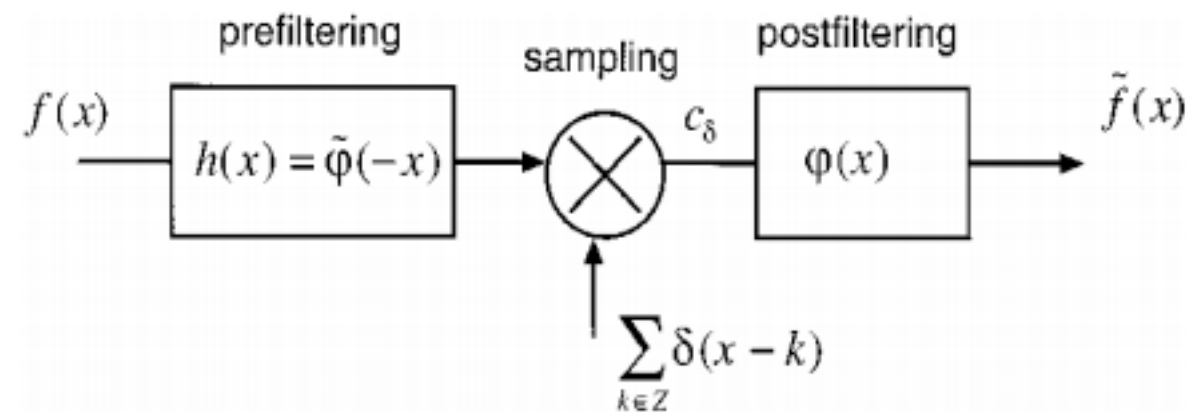 prefiltering
sampling
postfiltering
f(x)
h(x) = φ̃(-x)
c_δ
φ(x)
f̃(x)
∑ δ(x - k)
k∈Z